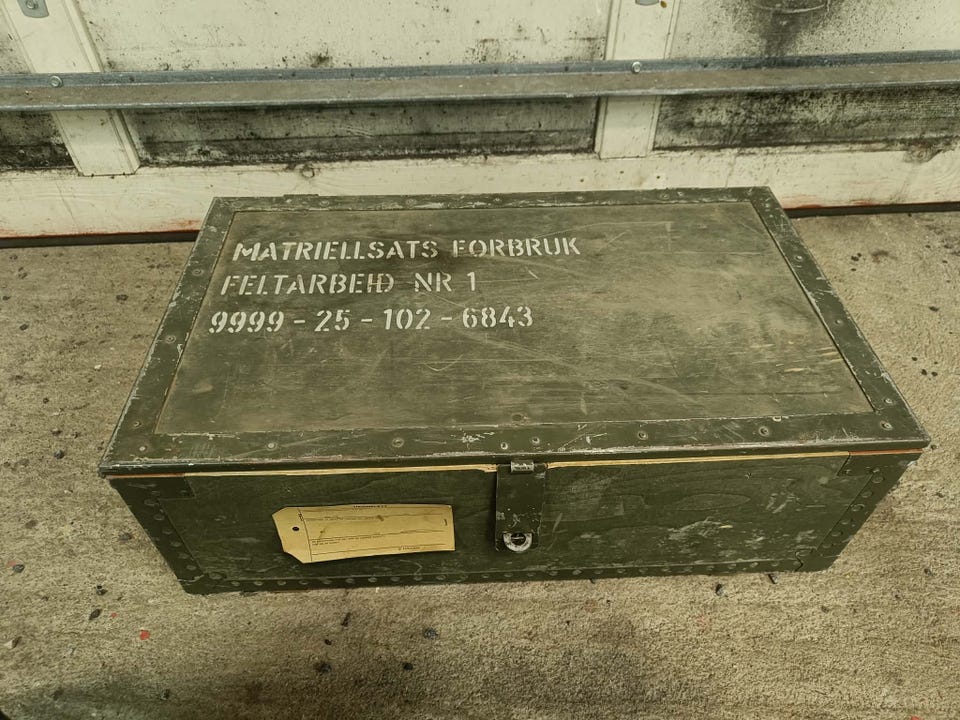 MATRIELLSATS FORBRUK
FELTARBEID NR 1
9999-25-102-6843